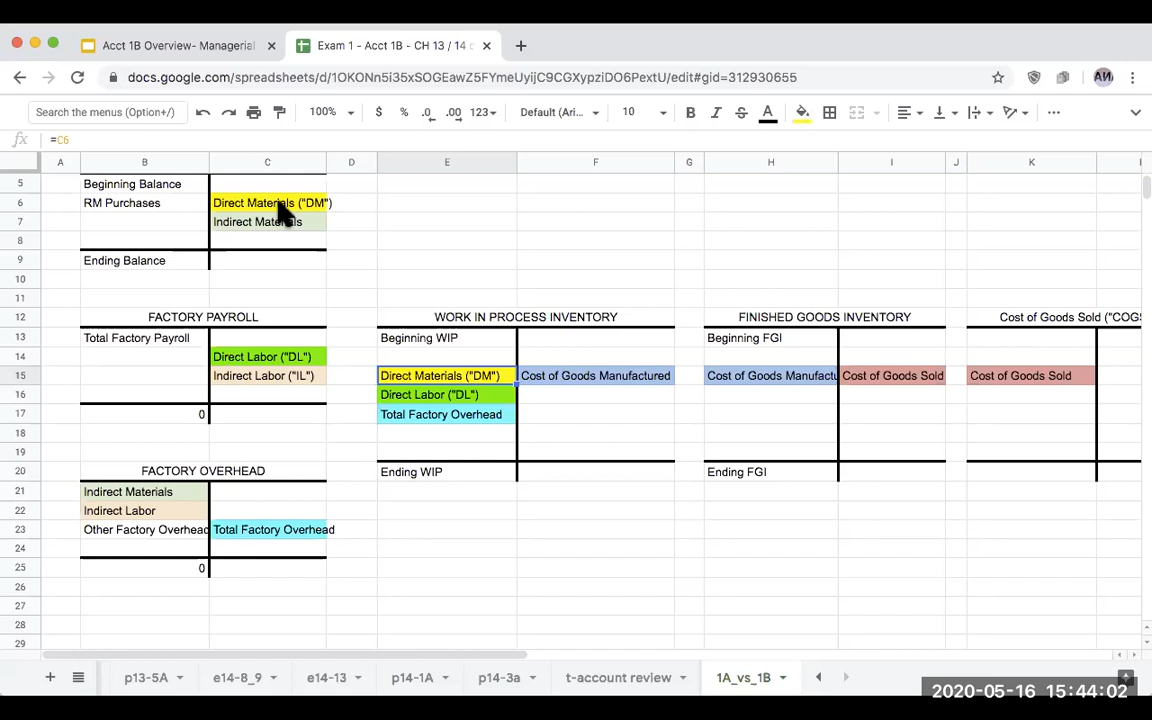 Acct 1B Overview- Managerial
Exam 1 - Acct 1B - CH 13 / 14
docs.google.com/spreadsheets/d/1OKONn5i35xSOGEawZ5FYmeUyijC9CGXypziDO6PextU/edit#gid=312930655
Search the menus (Option+/) 100% $ % .0 .00 123 Default (Ari... 10 B I S A
fx =C6
A B C D E F G H I J K
5 Beginning Balance
6 RM Purchases Direct Materials ("DM")
7 Indirect Materials
8
9 Ending Balance
10
11
12 FACTORY PAYROLL WORK IN PROCESS INVENTORY FINISHED GOODS INVENTORY Cost of Goods Sold ("COGS
13 Total Factory Payroll Beginning WIP Beginning FGI
14 Direct Labor ("DL")
15 Indirect Labor ("IL") Direct Materials ("DM") Cost of Goods Manufactured Cost of Goods Manufactu Cost of Goods Sold Cost of Goods Sold
16 Direct Labor ("DL")
17 0 Total Factory Overhead
18
19
20 FACTORY OVERHEAD Ending WIP Ending FGI
21 Indirect Materials
22 Indirect Labor
23 Other Factory Overhead Total Factory Overhead
24
25 0
26
27
28
29
p13-5A e14-8_9 e14-13 p14-1A p14-3a t-account review 1A_vs_1B
2020-05-16 15:44:02